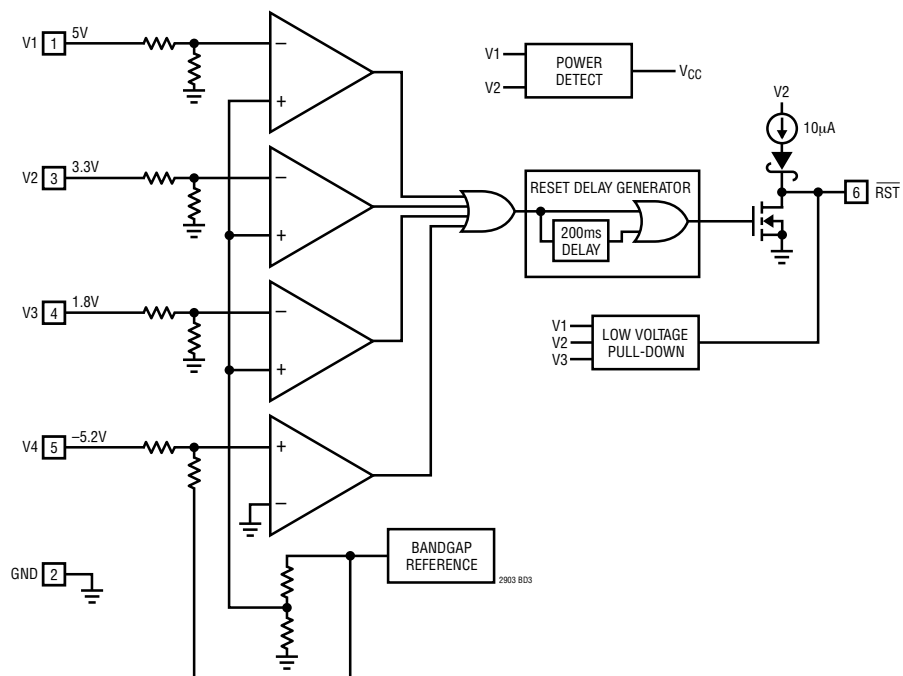 V1 1 5V
−
+
V1
V2
POWER
DETECT
VCC
V2
10µA
V2 3 3.3V
−
+
RESET DELAY GENERATOR
200ms
DELAY
6 RST
V3 4 1.8V
−
+
V1
V2
V3
LOW VOLTAGE
PULL-DOWN
V4 5 –5.2V
+
−
BANDGAP
REFERENCE
2903 BD3
GND 2